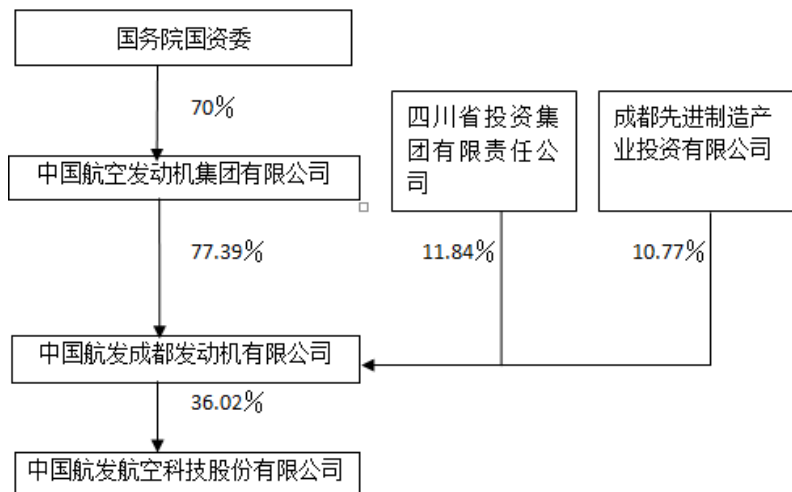 国务院国资委
70%
四川省投资集
团有限责任公
司
成都先进制造产
业投资有限公司
中国航空发动机集团有限公司
77.39%
11.84%
10.77%
中国航发成都发动机有限公司
36.02%
中国航发航空科技股份有限公司